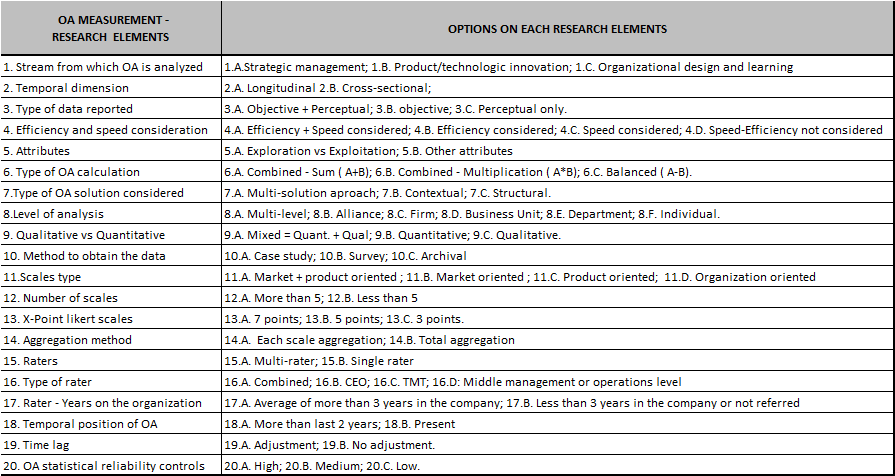 OA MEASUREMENT -
RESEARCH  ELEMENTS
OPTIONS ON EACH RESEARCH ELEMENTS
1. Stream from which OA is analyzed 1.A.Strategic management; 1.B. Product/technologic innovation; 1.C. Organizational design and learning
2. Temporal dimension 2.A. Longitudinal 2.B. Cross-sectional;
3. Type of data reported 3.A. Objective + Perceptual; 3.B. objective; 3.C. Perceptual only.
4. Efficiency and speed consideration 4.A. Efficiency + Speed considered; 4.B. Efficiency considered; 4.C. Speed considered; 4.D. Speed-Efficiency not considered
5. Attributes 5.A. Exploration vs Exploitation; 5.B. Other attributes
6. Type of OA calculation 6.A. Combined - Sum ( A+B); 6.B. Combined - Multiplication ( A*B); 6.C. Balanced ( A-B).
7.Type of OA solution considered 7.A. Multi-solution aproach; 7.B. Contextual; 7.C. Structural.
8.Level of analysis 8.A. Multi-level; 8.B. Alliance; 8.C. Firm; 8.D. Business Unit; 8.E. Department; 8.F. Individual.
9. Qualitative vs Quantitative 9.A. Mixed = Quant. + Qual; 9.B. Quantitative; 9.C. Qualitative.
10. Method to obtain the data 10.A. Case study; 10.B. Survey; 10.C. Archival
11.Scales type 11.A. Market + product oriented ; 11.B. Market oriented ; 11.C. Product oriented;  11.D. Organization oriented
12. Number of scales 12.A. More than 5; 12.B. Less than 5
13. X-Point likert scales 13.A. 7 points; 13.B. 5 points; 13.C. 3 points.
14. Aggregation method 14.A.  Each scale aggregation; 14.B. Total aggregation
15. Raters 15.A. Multi-rater; 15.B. Single rater
16. Type of rater 16.A. Combined; 16.B. CEO; 16.C. TMT; 16.D: Middle management or operations level
17. Rater - Years on the organization 17.A. Average of more than 3 years in the company; 17.B. Less than 3 years in the company or not referred
18. Temporal position of OA 18.A. More than last 2 years; 18.B. Present
19. Time lag 19.A. Adjustment; 19.B. No adjustment.
20. OA statistical reliability controls 20.A. High; 20.B. Medium; 20.C. Low.